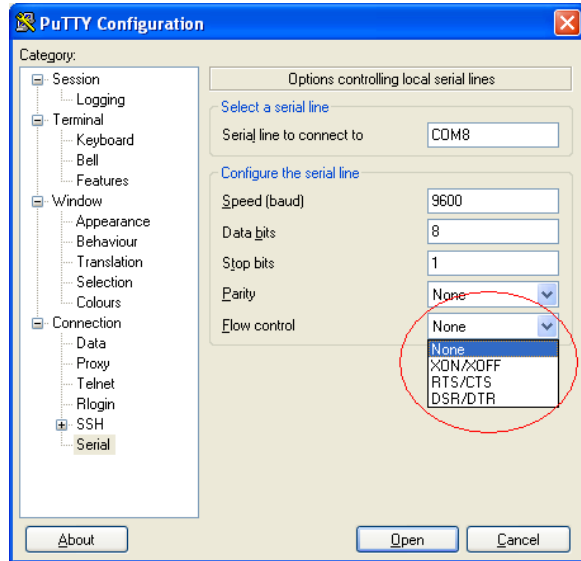 PuTTY Configuration
Category:
Session
Logging
Terminal
Keyboard
Bell
Features
Window
Appearance
Behaviour
Translation
Selection
Colours
Connection
Data
Proxy
Telnet
Rlogin
SSH
Serial
Options controlling local serial lines
Select a serial line
Serial line to connect to COM8
Configure the serial line
Speed (baud) 9600
Data bits 8
Stop bits 1
Parity None
Flow control None
None
XON/XOFF
RTS/CTS
DSR/DTR
About Open Cancel